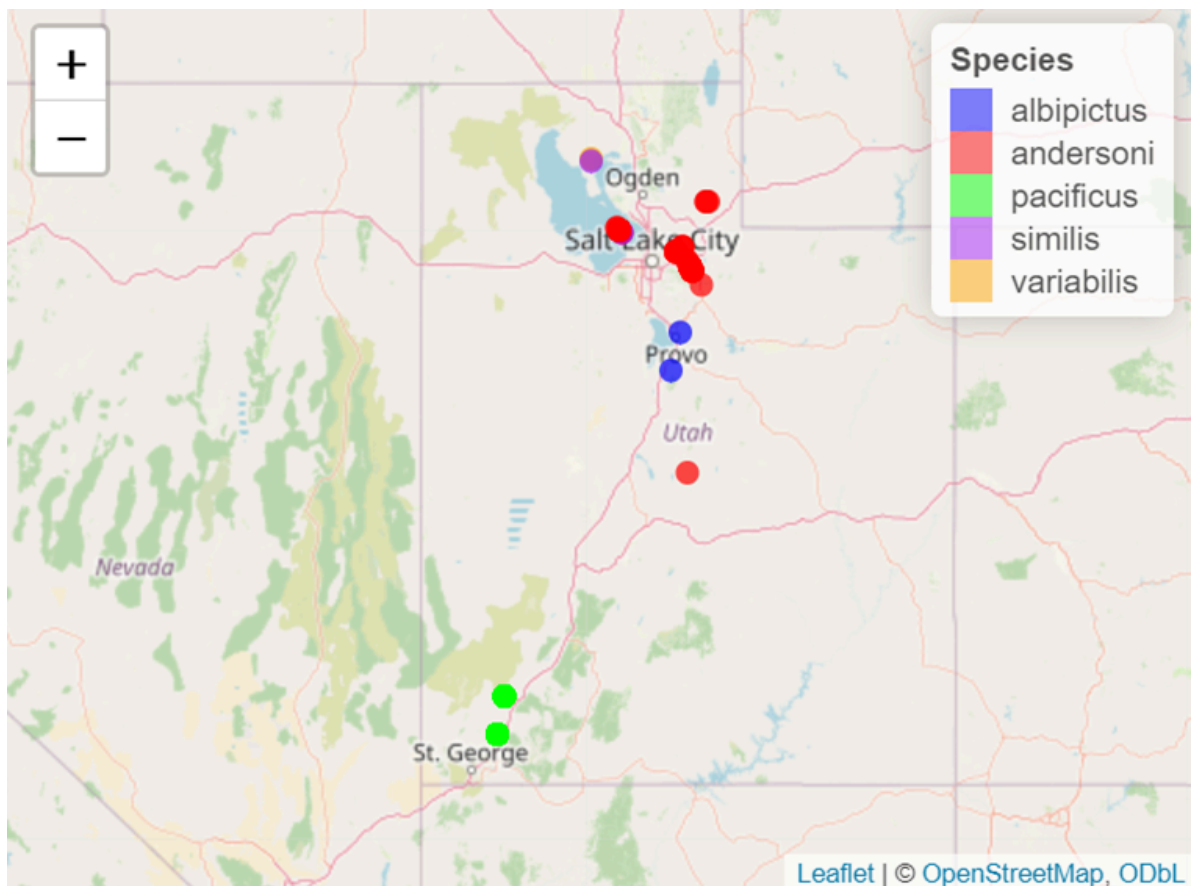 +
−
Species
albipictus
andersoni
pacificus
similis
variabilis
Ogden
Salt Lake City
Provo
Utah
Nevada
St. George
Leaflet | © OpenStreetMap, ODbL